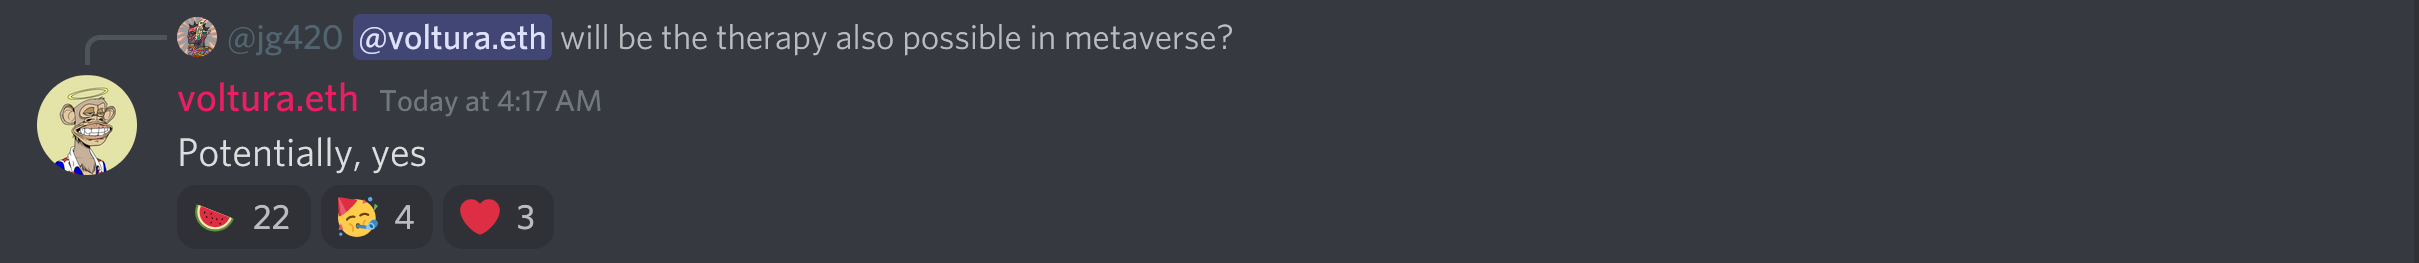 @jg420 @voltura.eth will be the therapy also possible in metaverse?
voltura.eth Today at 4:17 AM
Potentially, yes
22 4 3